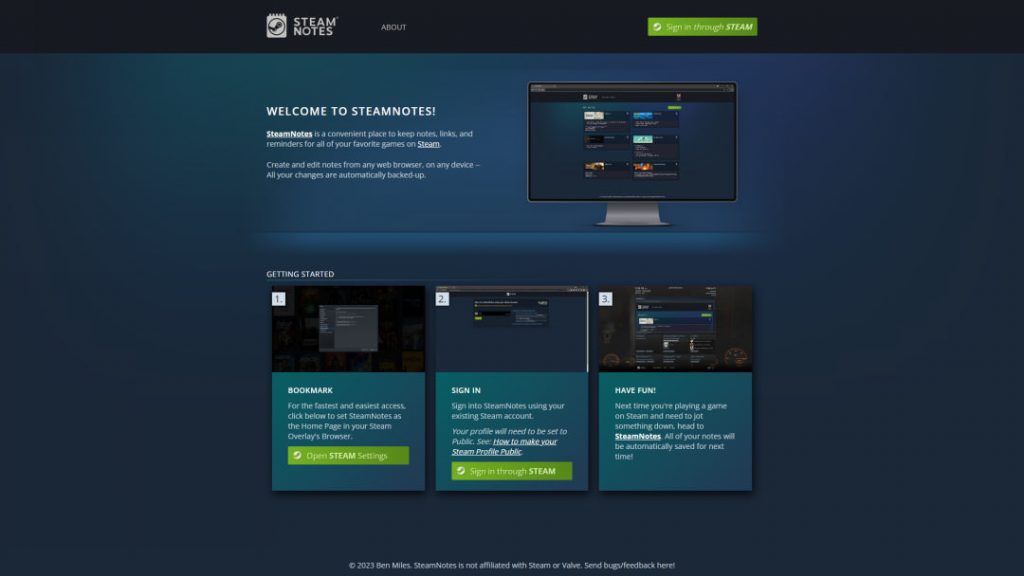 STEAM
NOTES
ABOUT
Sign in through STEAM
WELCOME TO STEAMNOTES!
SteamNotes is a convenient place to keep notes, links, and
reminders for all of your favorite games on Steam.
Create and edit notes from any web browser, on any device --
All your changes are automatically backed-up.
GETTING STARTED
1.
BOOKMARK
For the fastest and easiest access,
click below to set SteamNotes as
the Home Page in your Steam
Overlay's Browser.
Open STEAM Settings
2.
SIGN IN
Sign into SteamNotes using your
existing Steam account.
Your profile will need to be set to
Public. See: How to make your
Steam Profile Public.
Sign in through STEAM
3.
HAVE FUN!
Next time you're playing a game
on Steam and need to jot
something down, head to
SteamNotes. All of your notes will
be automatically saved for next
time!
© 2023 Ben Miles. SteamNotes is not affiliated with Steam or Valve. Send bugs/feedback here!